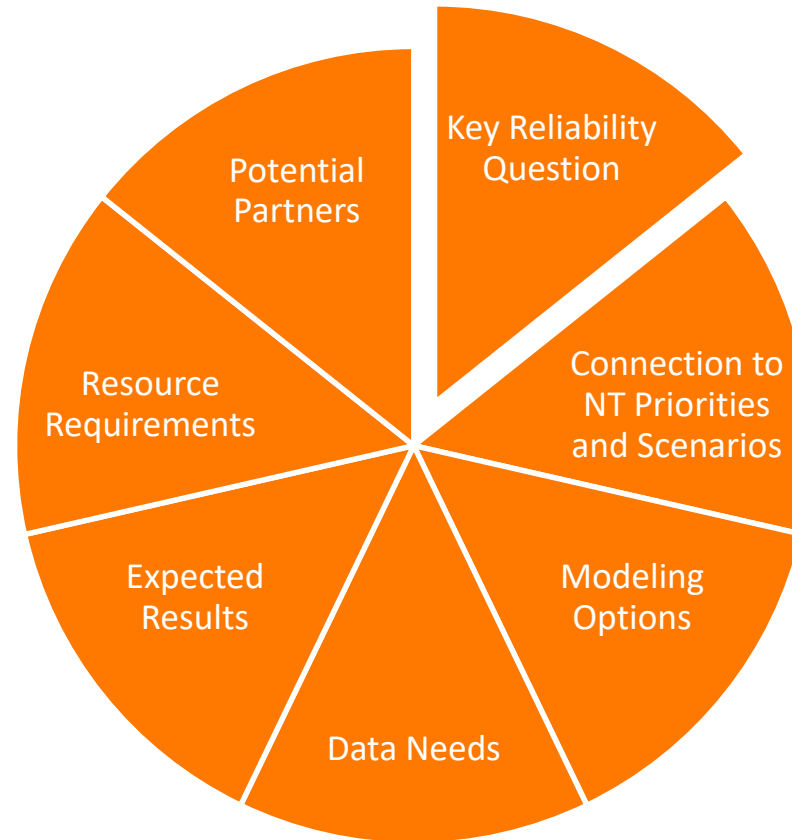 Key Reliability
Question
Connection to
NT Priorities
and Scenarios
Modeling
Options
Data Needs
Expected
Results
Resource
Requirements
Potential
Partners